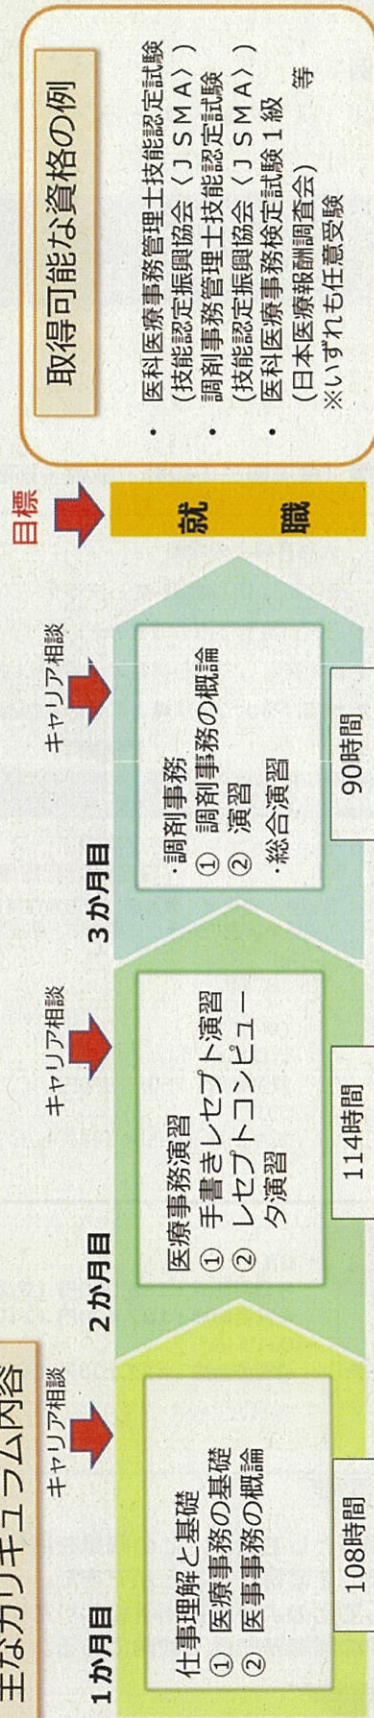 主なカリキュラム内容
1か月目
キャリア相談
仕事理解と基礎
① 医療事務の基礎
② 医事事務の概論
108時間
2か月目
キャリア相談
医療事務演習
① 手書きレセプト演習
② レセプトコンピュー
タ演習
114時間
3か月目
キャリア相談
・調剤事務
① 調剤事務の概論
② 演習
・総合演習
90時間
目標
就職
取得可能な資格の例
・ 医科医療事務管理士技能認定試験
(技能認定振興協会〈JSMA〉)
・ 調剤事務管理士技能認定試験
(技能認定振興協会〈JSMA〉)
・ 医科医療事務検定試験1級
(日本医療報酬調査会) 等
※いずれも任意受験